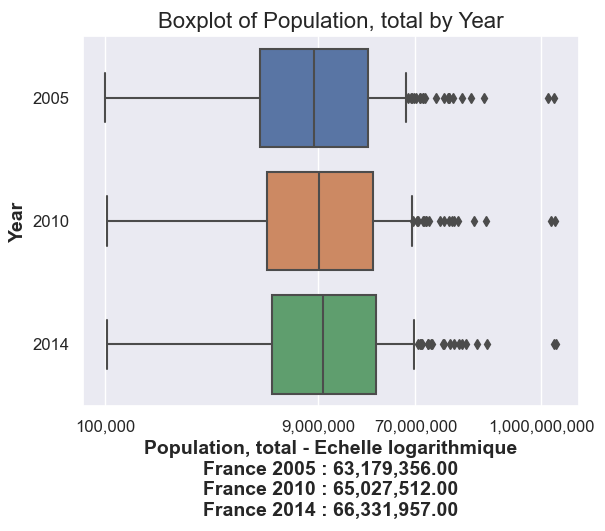 Boxplot of Population, total by Year
Year
2005
2010
2014
100,000 9,000,000 70,000,000 1,000,000,000
Population, total - Echelle logarithmique
France 2005 : 63,179,356.00
France 2010 : 65,027,512.00
France 2014 : 66,331,957.00